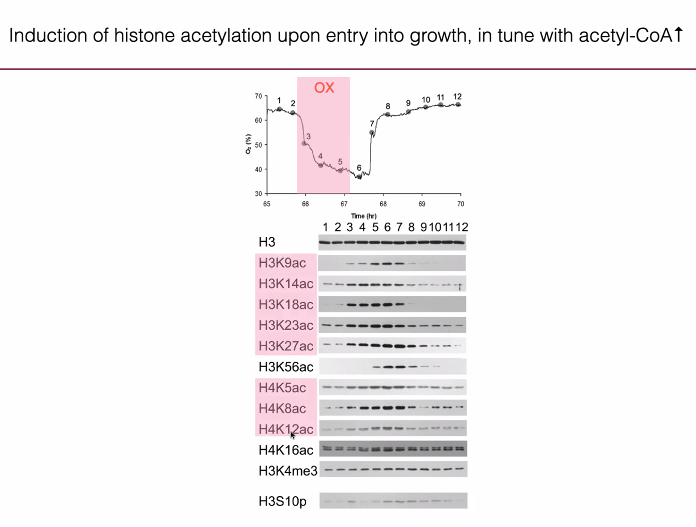 Induction of histone acetylation upon entry into growth, in tune with acetyl-CoA↑
OX
70
60
50
40
30
O₂ (%)
1
2
3
4
5
6
7
8
9
10
11
12
65
66
67
68
69
70
Time (hr)
1 2 3 4 5 6 7 8 9 10 11 12
H3
H3K9ac
H3K14ac
H3K18ac
H3K23ac
H3K27ac
H3K56ac
H4K5ac
H4K8ac
H4K12ac
H4K16ac
H3K4me3
H3S10p